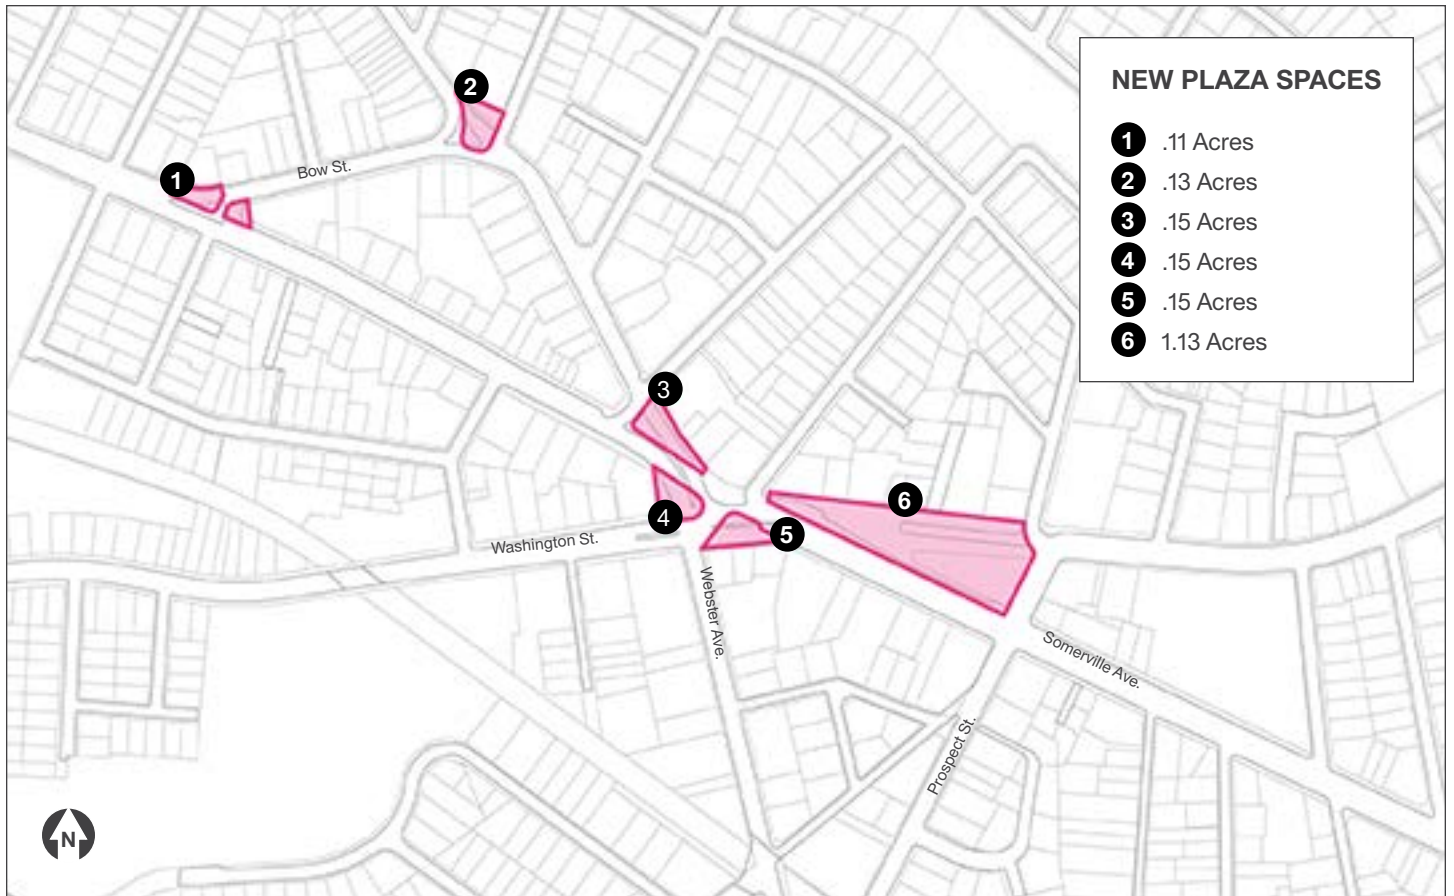 NEW PLAZA SPACES
1 .11 Acres
2 .13 Acres
3 .15 Acres
4 .15 Acres
5 .15 Acres
6 1.13 Acres
2
1
Bow St.
3
6
4
5
Washington St.
Webster Ave.
Somerville Ave.
Prospect St.
N